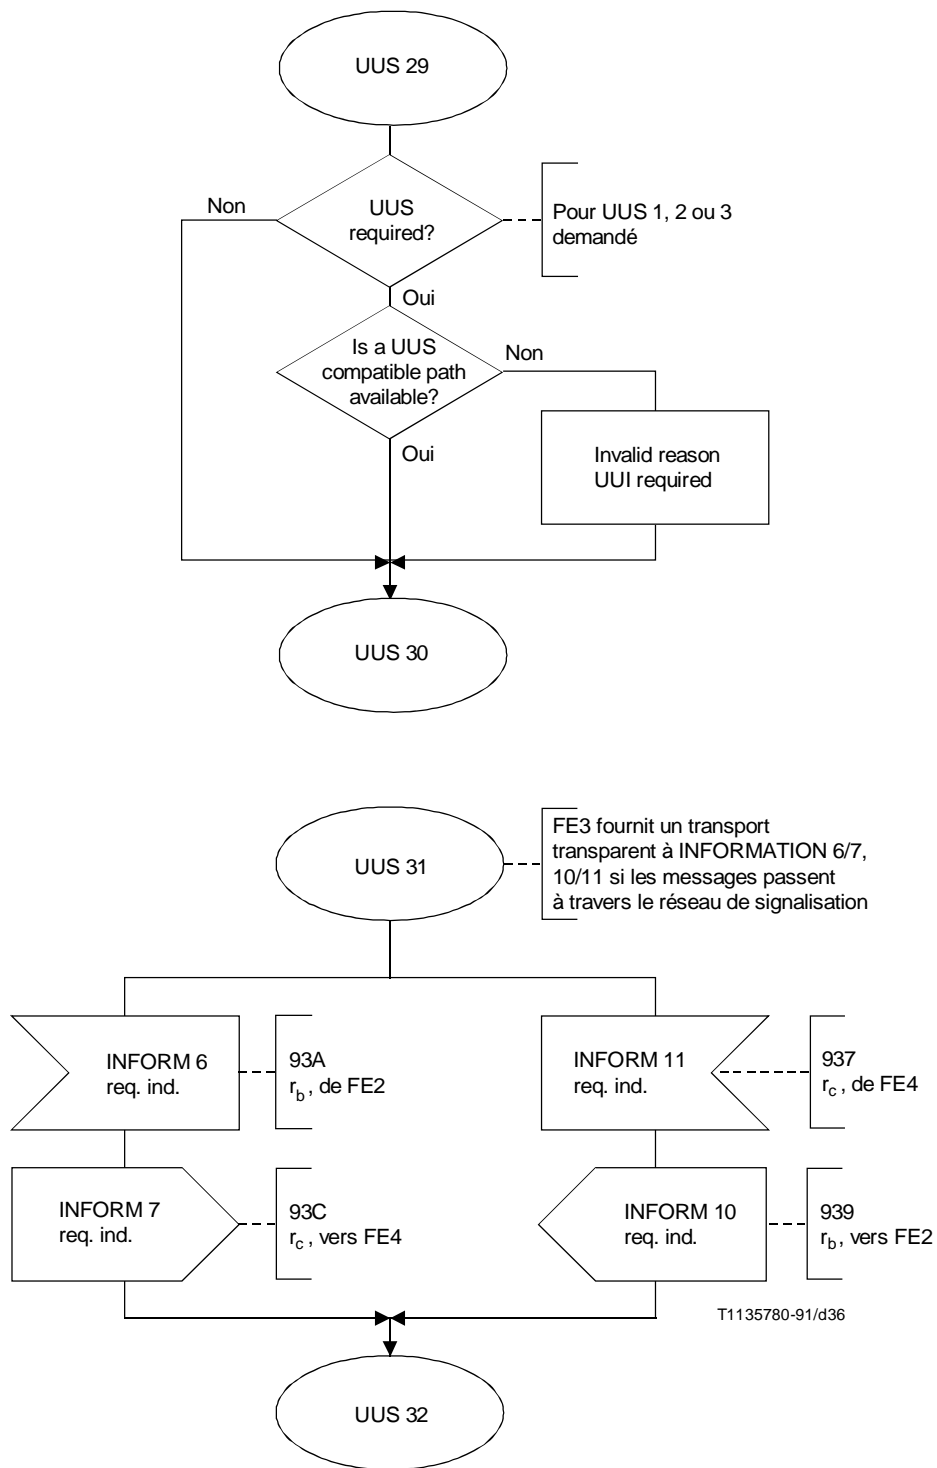 UUS 29
Non
UUS
required?
Pour UUS 1, 2 ou 3
demandé
Oui
Is a UUS
compatible path
available?
Non
Oui
Invalid reason
UUI required
UUS 30
UUS 31
FE3 fournit un transport
transparent à INFORMATION 6/7,
10/11 si les messages passent
à travers le réseau de signalisation
INFORM 6
req. ind.
93A
rb, de FE2
INFORM 11
req. ind.
937
rc, de FE4
INFORM 7
req. ind.
93C
rc, vers FE4
INFORM 10
req. ind.
939
rb, vers FE2
T1135780-91/d36
UUS 32